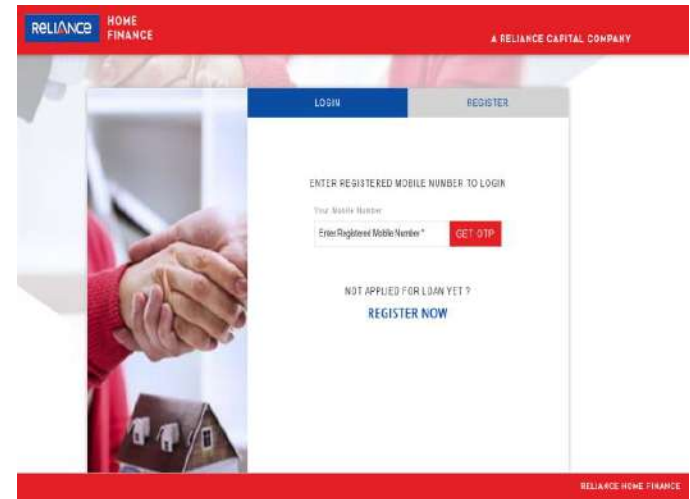 RELIANCE
HOME
FINANCE
A RELIANCE CAPITAL COMPANY
LOGIN
REGISTER
ENTER REGISTERED MOBILE NUMBER TO LOGIN
Your Mobile Number
Enter Registered Mobile Number *
GET OTP
NOT APPLIED FOR LOAN YET ?
REGISTER NOW
RELIANCE HOME FINANCE